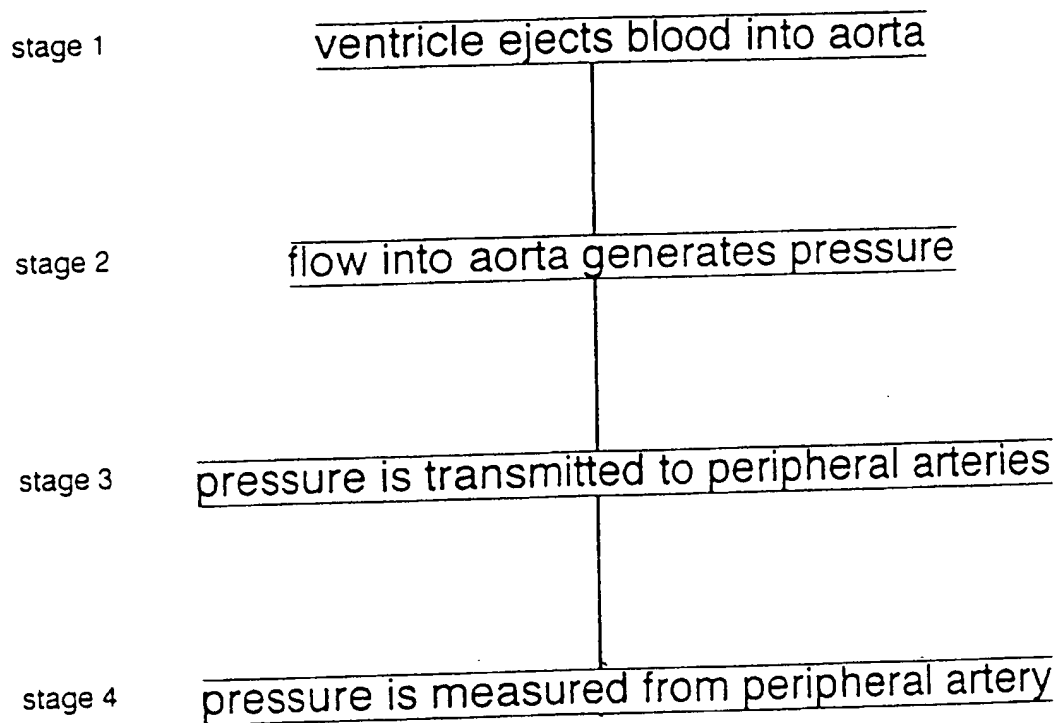 stage 1 ventricle ejects blood into aorta
stage 2 flow into aorta generates pressure
stage 3 pressure is transmitted to peripheral arteries
stage 4 pressure is measured from peripheral artery